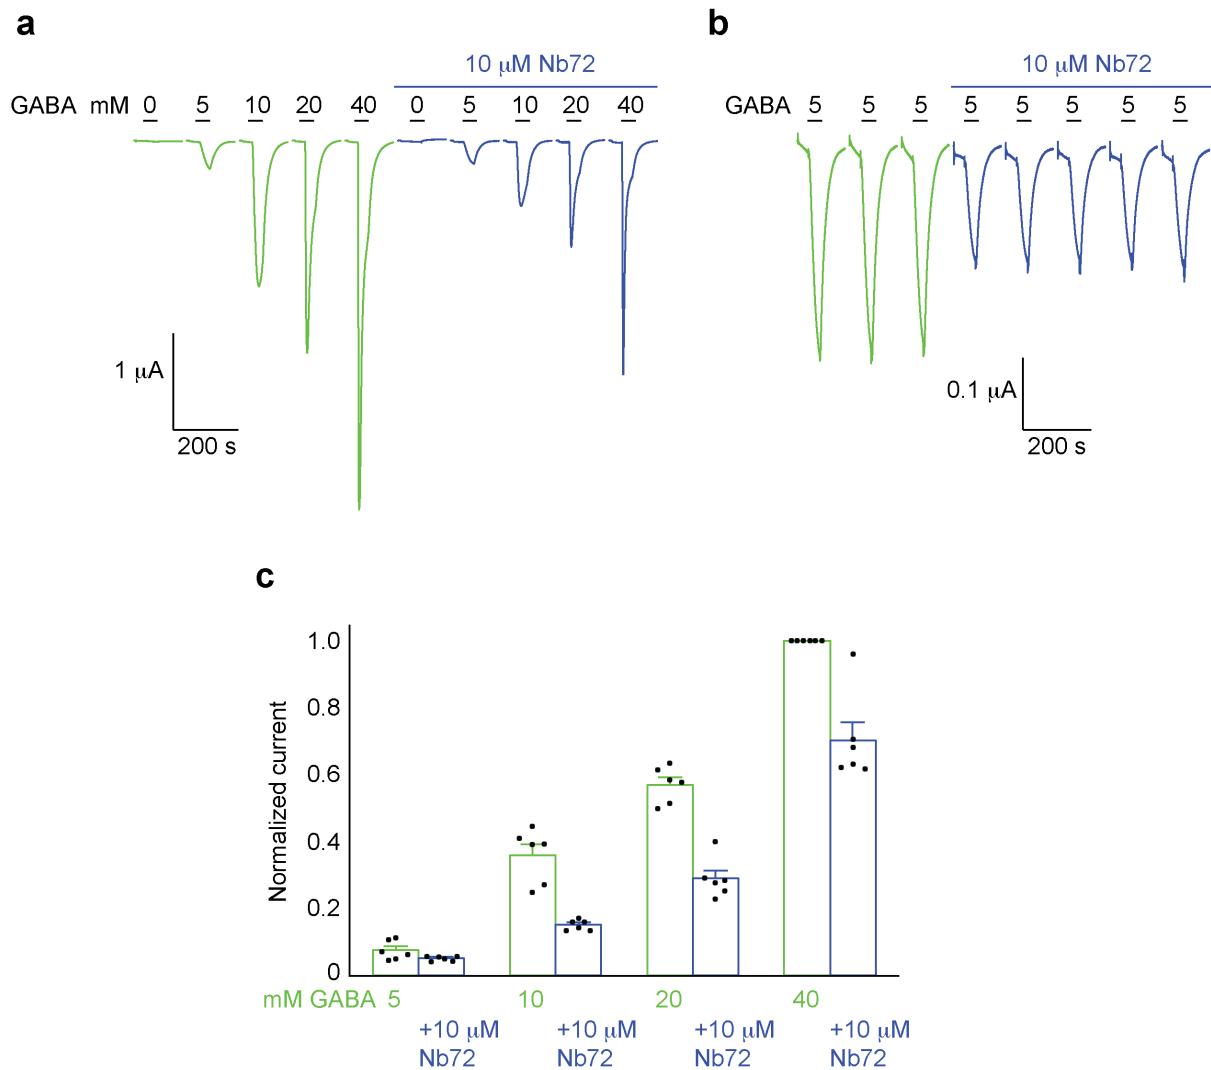 a
10 μM Nb72
GABA mM 0 5 10 20 40 0 5 10 20 40
1 μA
200 s
b
10 μM Nb72
GABA 5 5 5 5 5 5 5 5
0.1 μA
200 s
c
Normalized current
1.0
0.8
0.6
0.4
0.2
0
mM GABA 5 10 20 40
+10 μM +10 μM +10 μM +10 μM
Nb72 Nb72 Nb72 Nb72